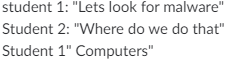 student 1: "Lets look for malware"
Student 2: "Where do we do that"
Student 1" Computers"